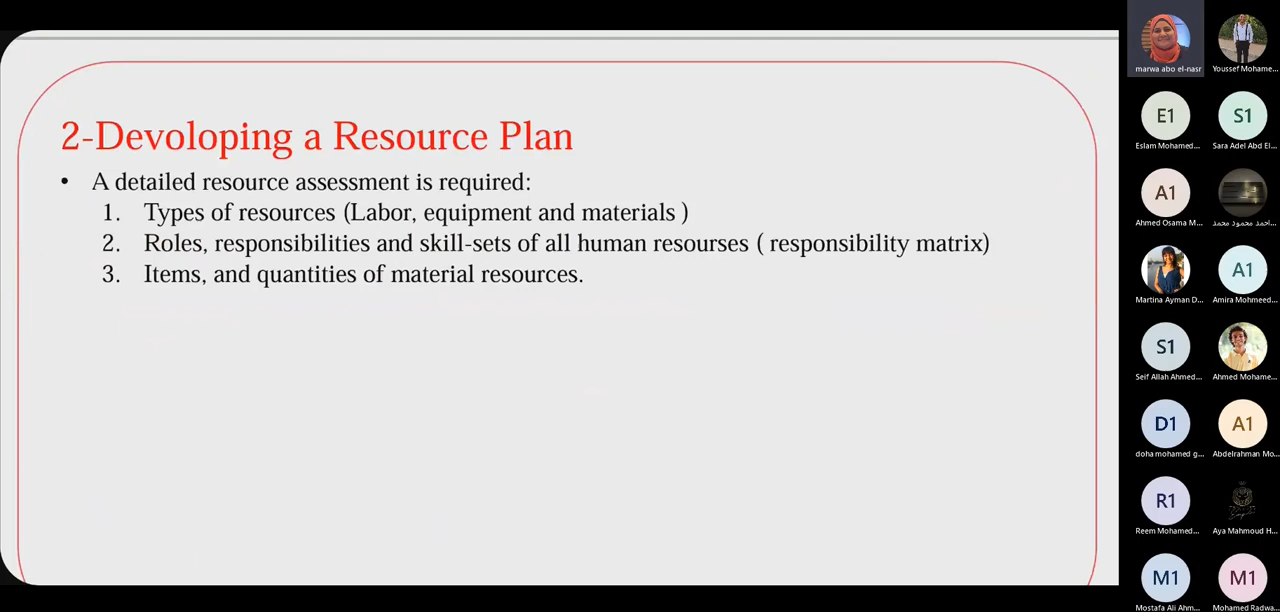 2-Devoloping a Resource Plan
• A detailed resource assessment is required:
1. Types of resources (Labor, equipment and materials )
2. Roles, responsibilities and skill-sets of all human resourses ( responsibility matrix)
3. Items, and quantities of material resources.
marwa abo el-nasr
Youssef Mohame...
E1
S1
Eslam Mohamed...
Sara Adel Abd El...
A1
Ahmed Osama M...
احمد محمود محمد...
A1
Martina Ayman D...
Amira Mohmeed...
S1
Seif Allah Ahmed...
Ahmed Mohame...
D1
A1
doha mohamed g...
Abdelrahman Mo...
R1
Reem Mohamed...
Aya Mahmoud H...
M1
M1
Mostafa Ali Ahm...
Mohamed Radwa...